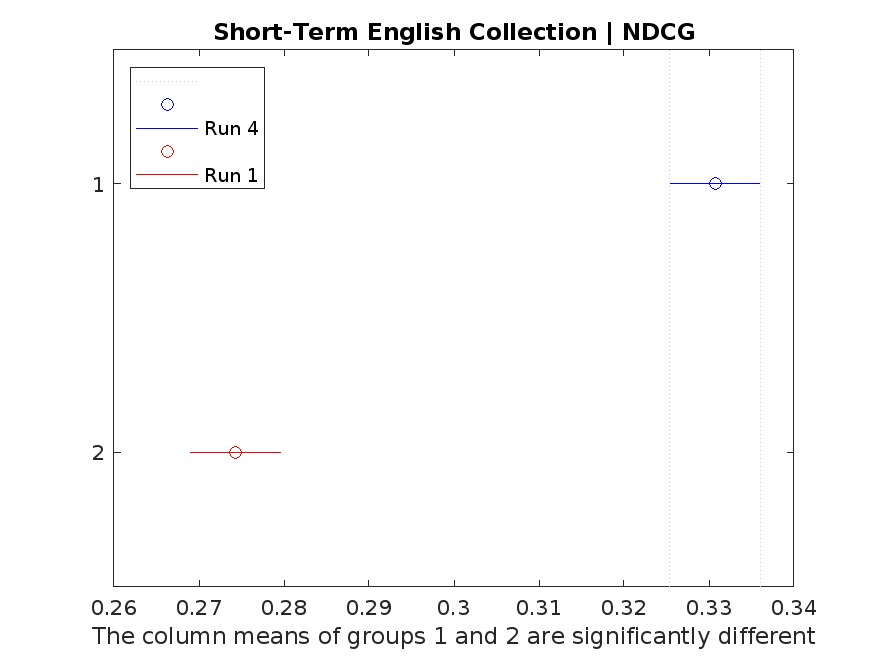 Short-Term English Collection | NDCG
Run 4
Run 1
1
2
0.26 0.27 0.28 0.29 0.3 0.31 0.32 0.33 0.34
The column means of groups 1 and 2 are significantly different